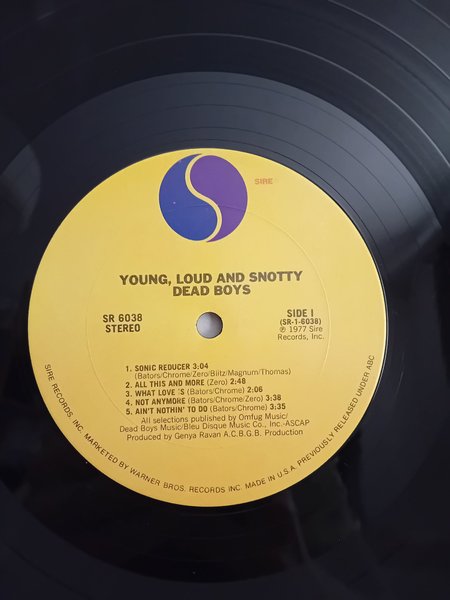 SIRE
YOUNG, LOUD AND SNOTTY
DEAD BOYS
SR 6038
STEREO
SIDE I
(SR-1-6038)
℗ 1977 Sire
Records, Inc.
1. SONIC REDUCER 3:04
(Bators/Chrome/Zero/Blitz/Magnum/Thomas)
2. ALL THIS AND MORE (Zero) 2:48
3. WHAT LOVE´S (Bators/Chrome) 2:06
4. NOT ANYMORE (Bators/Chrome/Zero) 3:38
5. AIN'T NOTHIN' TO DO (Bators/Chrome) 3:35
All selections published by Omfug Music/
Dead Boys Music/Bleu Disque Music Co., Inc.-ASCAP
Produced by Genya Ravan A.C.B.G.B. Production
SIRE RECORDS, INC. MARKETED BY WARNER BROS. RECORDS INC. MADE IN U.S.A. PREVIOUSLY RELEASED UNDER ABC